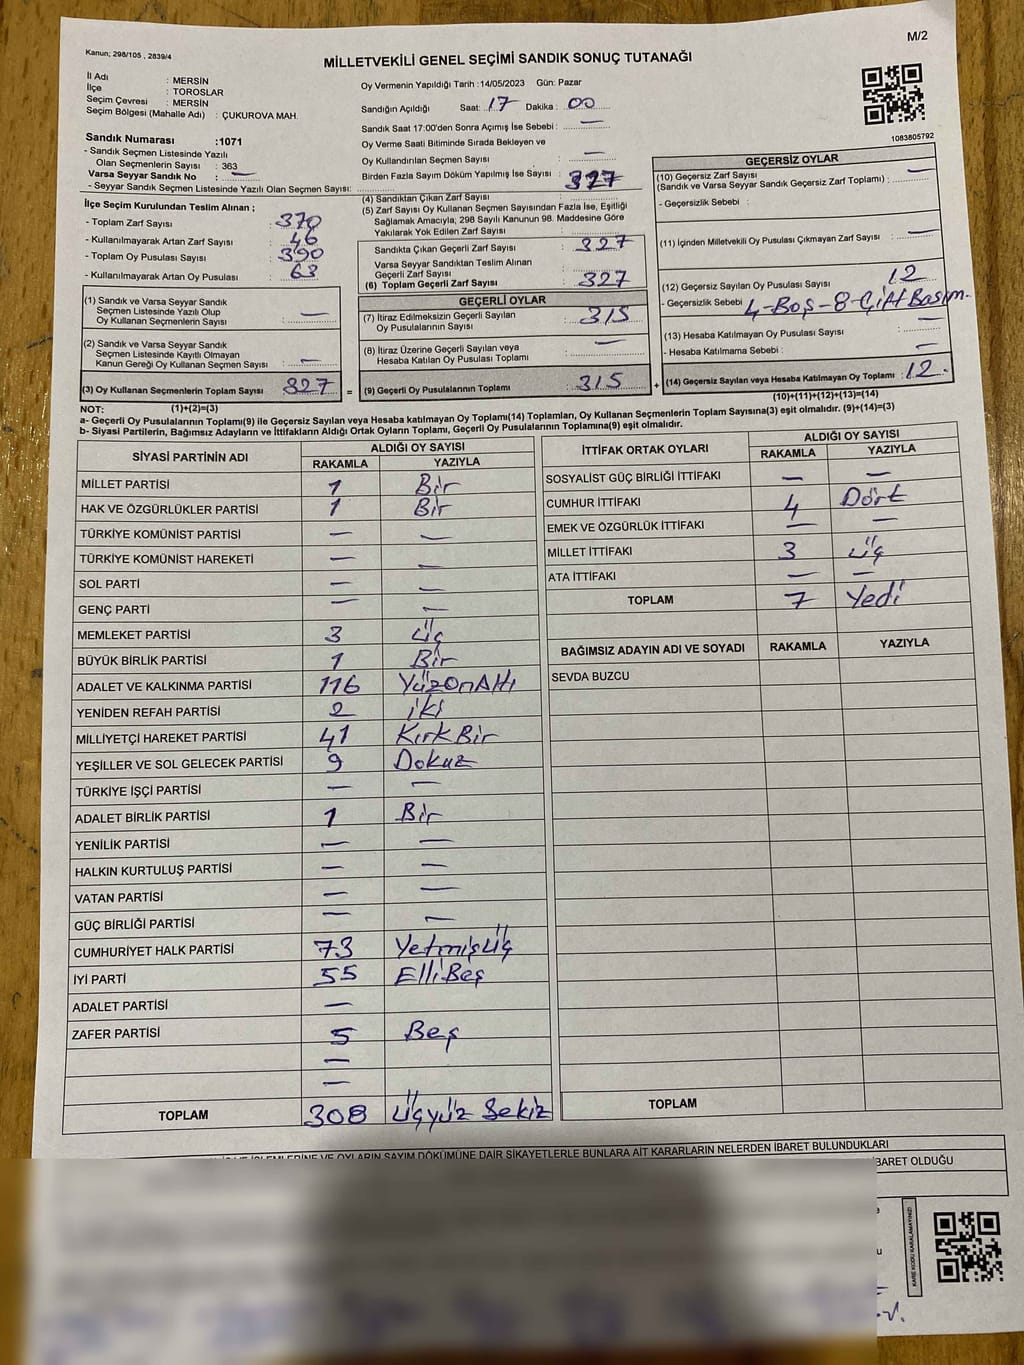 M/2
Kanun; 298/105 , 2839/4
MİLLETVEKİLİ GENEL SEÇİMİ SANDIK SONUÇ TUTANAĞI
İl Adı : MERSİN
İlçe : TOROSLAR
Seçim Çevresi : MERSİN
Seçim Bölgesi (Mahalle Adı) : ÇUKUROVA MAH.
Oy Vermenin Yapıldığı Tarih : 14/05/2023 Gün: Pazar
Sandığın Açıldığı Saat: 17 Dakika : 00
Sandık Saat 17:00'den Sonra Açımış İse Sebebi : —
Oy Verme Saati Bitiminde Sırada Bekleyen ve
Oy Kullandırılan Seçmen Sayısı : —
Birden Fazla Sayım Döküm Yapılmış İse Sayısı : —
1083805792
Sandık Numarası :1071
- Sandık Seçmen Listesinde Yazılı
Olan Seçmenlerin Sayısı : 363
Varsa Seyyar Sandık No : —
- Seyyar Sandık Seçmen Listesinde Yazılı Olan Seçmen Sayısı:
İlçe Seçim Kurulundan Teslim Alınan ;
- Toplam Zarf Sayısı : 370
- Kullanılmayarak Artan Zarf Sayısı : 46
- Toplam Oy Pusulası Sayısı : 390
- Kullanılmayarak Artan Oy Pusulası : 63
(1) Sandık ve Varsa Seyyar Sandık
Seçmen Listesinde Yazılı Olup
Oy Kullanan Seçmenlerin Sayısı : —
(2) Sandık ve Varsa Seyyar Sandık
Seçmen Listesinde Kayıtlı Olmayan
Kanun Gereği Oy Kullanan Seçmen Sayısı : —
(3) Oy Kullanan Seçmenlerin Toplam Sayısı : 327 =
(4) Sandıktan Çıkan Zarf Sayısı : 327
(5) Zarf Sayısı Oy Kullanan Seçmen Sayısından Fazla İse, Eşitliği
Sağlamak Amacıyla; 298 Sayılı Kanunun 98. Maddesine Göre
Yakılarak Yok Edilen Zarf Sayısı :
Sandıkta Çıkan Geçerli Zarf Sayısı : 327
Varsa Seyyar Sandıktan Teslim Alınan
Geçerli Zarf Sayısı :
(6) Toplam Geçerli Zarf Sayısı : 327
GEÇERLİ OYLAR
(7) İtiraz Edilmeksizin Geçerli Sayılan
Oy Pusulalarının Sayısı : 315
(8) İtiraz Üzerine Geçerli Sayılan veya
Hesaba Katılan Oy Pusulası Toplamı : —
(9) Geçerli Oy Pusulalarının Toplamı : 315 +
GEÇERSİZ OYLAR
(10) Geçersiz Zarf Sayısı
(Sandık ve Varsa Seyyar Sandık Geçersiz Zarf Toplamı) : —
- Geçersizlik Sebebi :
(11) İçinden Milletvekili Oy Pusulası Çıkmayan Zarf Sayısı : —
(12) Geçersiz Sayılan Oy Pusulası Sayısı : 12
- Geçersizlik Sebebi : 4-Boş-8-Çift Basım.
(13) Hesaba Katılmayan Oy Pusulası Sayısı : —
- Hesaba Katılmama Sebebi : —
(14) Geçersiz Sayılan veya Hesaba Katılmayan Oy Toplamı : 12.
(10)+(11)+(12)+(13)=(14)
NOT: (1)+(2)=(3)
a- Geçerli Oy Pusulalarının Toplamı(9) ile Geçersiz Sayılan veya Hesaba katılmayan Oy Toplamı(14) Toplamları, Oy Kullanan Seçmenlerin Toplam Sayısına(3) eşit olmalıdır. (9)+(14)=(3)
b- Siyasi Partilerin, Bağımsız Adayların ve İttifakların Aldığı Ortak Oyların Toplamı, Geçerli Oy Pusulalarının Toplamına(9) eşit olmalıdır.
SİYASİ PARTİNİN ADI ALDIĞI OY SAYISI
RAKAMLA YAZIYLA
MİLLET PARTİSİ 1 Bir
HAK VE ÖZGÜRLÜKLER PARTİSİ 1 Bir
TÜRKİYE KOMÜNİST PARTİSİ — —
TÜRKİYE KOMÜNİST HAREKETİ — —
SOL PARTİ — —
GENÇ PARTİ — —
MEMLEKET PARTİSİ 3 üç
BÜYÜK BİRLİK PARTİSİ 1 Bir
ADALET VE KALKINMA PARTİSİ 116 YüzOnAltı
YENİDEN REFAH PARTİSİ 2 iki
MİLLİYETÇİ HAREKET PARTİSİ 41 Kırk Bir
YEŞİLLER VE SOL GELECEK PARTİSİ 9 Dokuz
TÜRKİYE İŞÇİ PARTİSİ — —
ADALET BİRLİK PARTİSİ 1 Bir
YENİLİK PARTİSİ — —
HALKIN KURTULUŞ PARTİSİ — —
VATAN PARTİSİ — —
GÜÇ BİRLİĞİ PARTİSİ — —
CUMHURİYET HALK PARTİSİ 73 Yetmişüç
İYİ PARTİ 55 ElliBeş
ADALET PARTİSİ —
ZAFER PARTİSİ 5 Beş
—
—
TOPLAM 308 üçyüz Sekiz
İTTİFAK ORTAK OYLARI ALDIĞI OY SAYISI
RAKAMLA YAZIYLA
SOSYALİST GÜÇ BİRLİĞİ İTTİFAKI — —
CUMHUR İTTİFAKI 4 Dört
EMEK VE ÖZGÜRLÜK İTTİFAKI — —
MİLLET İTTİFAKI 3 üç
ATA İTTİFAKI — —
TOPLAM 7 Yedi
BAĞIMSIZ ADAYIN ADI VE SOYADI RAKAMLA YAZIYLA
SEVDA BUZCU
TOPLAM
OYLARIN SAYIM DÖKÜMÜNE DAİR ŞİKAYETLERLE BUNLARA AİT KARARLARIN NELERDEN İBARET BULUNDUKLARI
İBARET OLDUĞU
KARE KODU KARALAMAYINIZ!